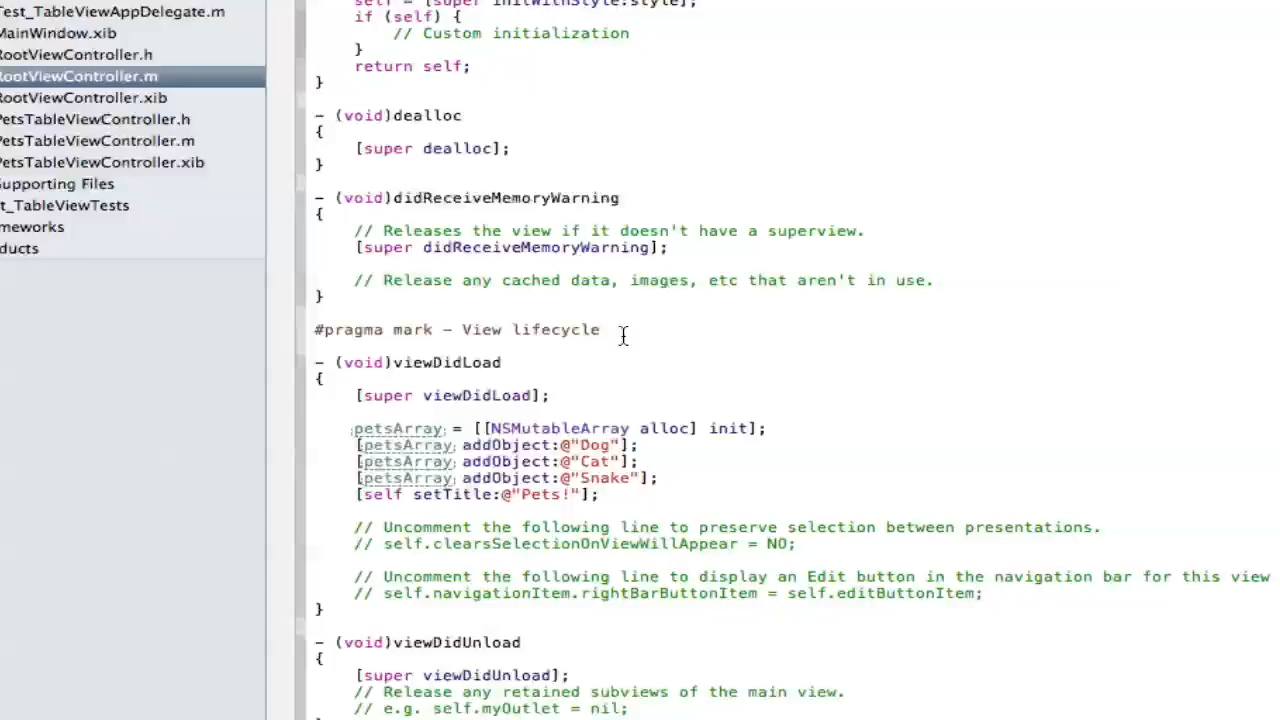 Test_TableViewAppDelegate.m
MainWindow.xib
RootViewController.h
RootViewController.m
RootViewController.xib
PetsTableViewController.h
PetsTableViewController.m
PetsTableViewController.xib
Supporting Files
t_TableViewTests
meworks
ducts
self = [super initWithStyle:style];
if (self) {
// Custom initialization
}
return self;
}
- (void)dealloc
{
[super dealloc];
}
- (void)didReceiveMemoryWarning
{
// Releases the view if it doesn't have a superview.
[super didReceiveMemoryWarning];
// Release any cached data, images, etc that aren't in use.
}
#pragma mark - View lifecycle
- (void)viewDidLoad
{
[super viewDidLoad];
petsArray = [[NSMutableArray alloc] init];
[petsArray addObject:@"Dog"];
[petsArray addObject:@"Cat"];
[petsArray addObject:@"Snake"];
[self setTitle:@"Pets!"];
// Uncomment the following line to preserve selection between presentations.
// self.clearsSelectionOnViewWillAppear = NO;
// Uncomment the following line to display an Edit button in the navigation bar for this view
// self.navigationItem.rightBarButtonItem = self.editButtonItem;
}
- (void)viewDidUnload
{
[super viewDidUnload];
// Release any retained subviews of the main view.
// e.g. self.myOutlet = nil;